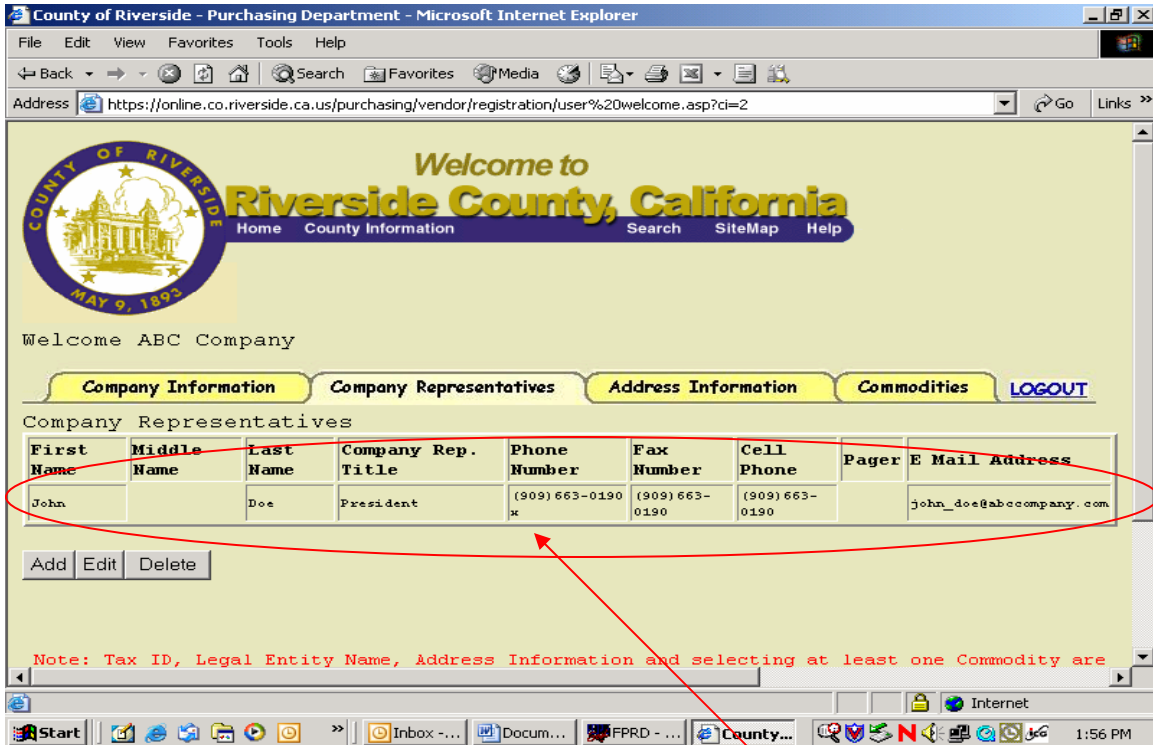 County of Riverside - Purchasing Department - Microsoft Internet Explorer
File Edit View Favorites Tools Help
Back Search Favorites Media
Address https://online.co.riverside.ca.us/purchasing/vendor/registration/user%20welcome.asp?ci=2 Go Links »
COUNTY OF RIVERSIDE
MAY 9, 1893
Welcome to
Riverside County, California
Home County Information Search SiteMap Help
Welcome ABC Company
Company Information Company Representatives Address Information Commodities LOGOUT
Company Representatives
First Name Middle Name Last Name Company Rep. Title Phone Number Fax Number Cell Phone Pager E Mail Address
John Doe President (909)663-0190 x (909)663-0190 (909)663-0190 john_doe@abccompany.com
Add Edit Delete
Note: Tax ID, Legal Entity Name, Address Information and selecting at least one Commodity are
Internet
Start » Inbox -... Docum... FPRD - ... County... 1:56 PM